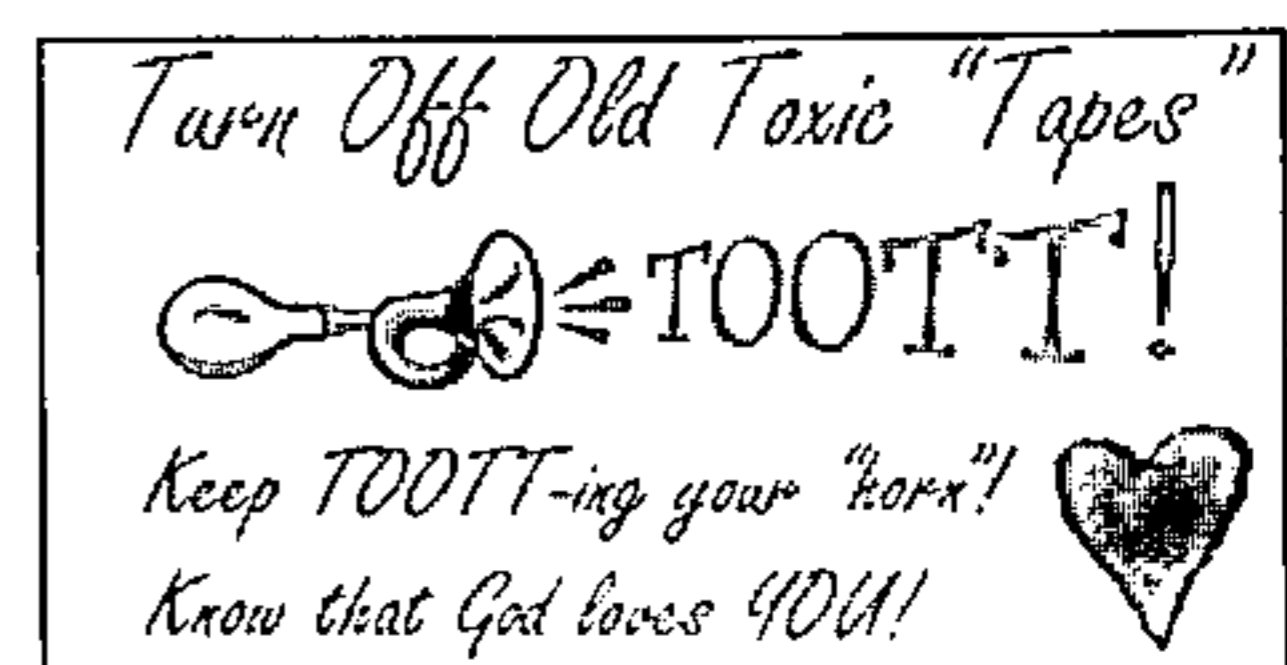 Turn Off Old Toxic "Tapes"
TOOTT!
Keep TOOTT-ing your "horn"!
Know that God loves YOU!